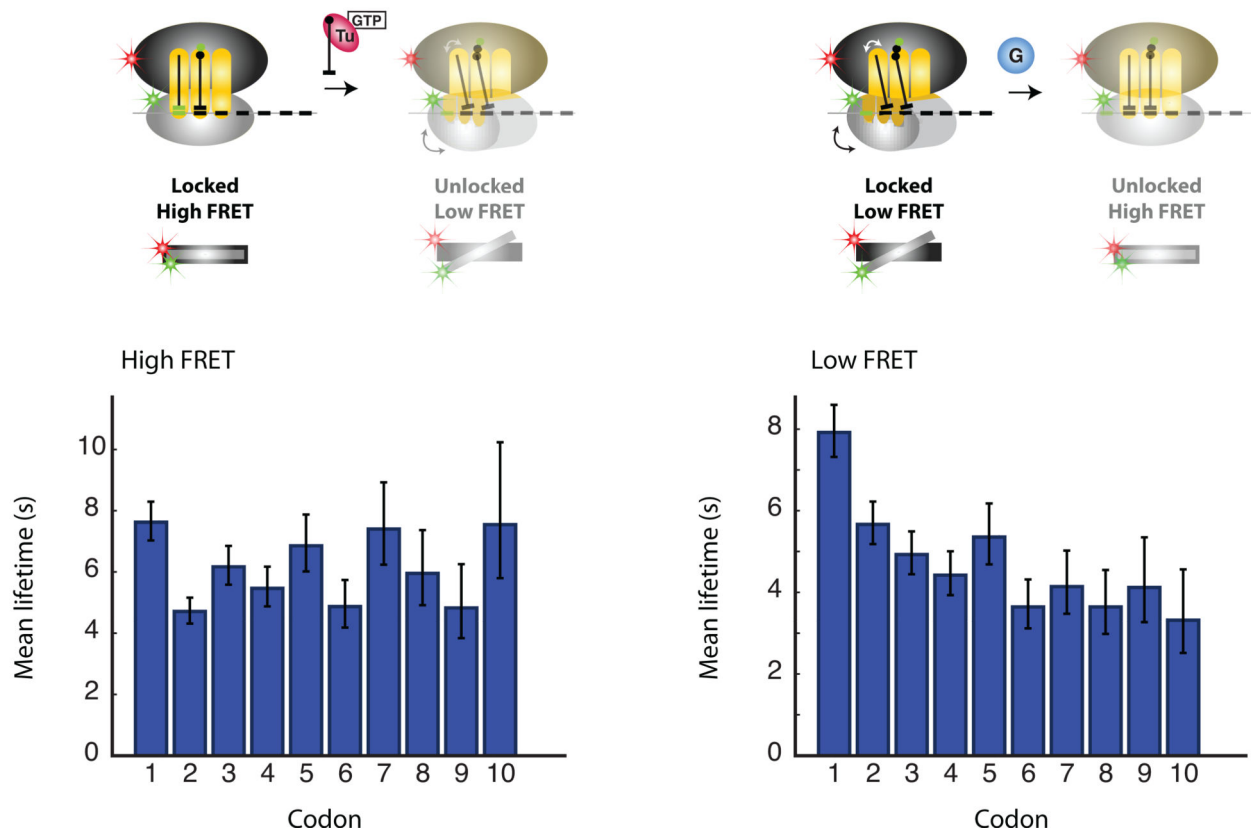 GTP
Tu
G
Locked
High FRET
Unlocked
Low FRET
Locked
Low FRET
Unlocked
High FRET
High FRET
Mean lifetime (s)
10
8
6
4
2
0
1 2 3 4 5 6 7 8 9 10
Codon
Low FRET
Mean lifetime (s)
8
6
4
2
0
1 2 3 4 5 6 7 8 9 10
Codon